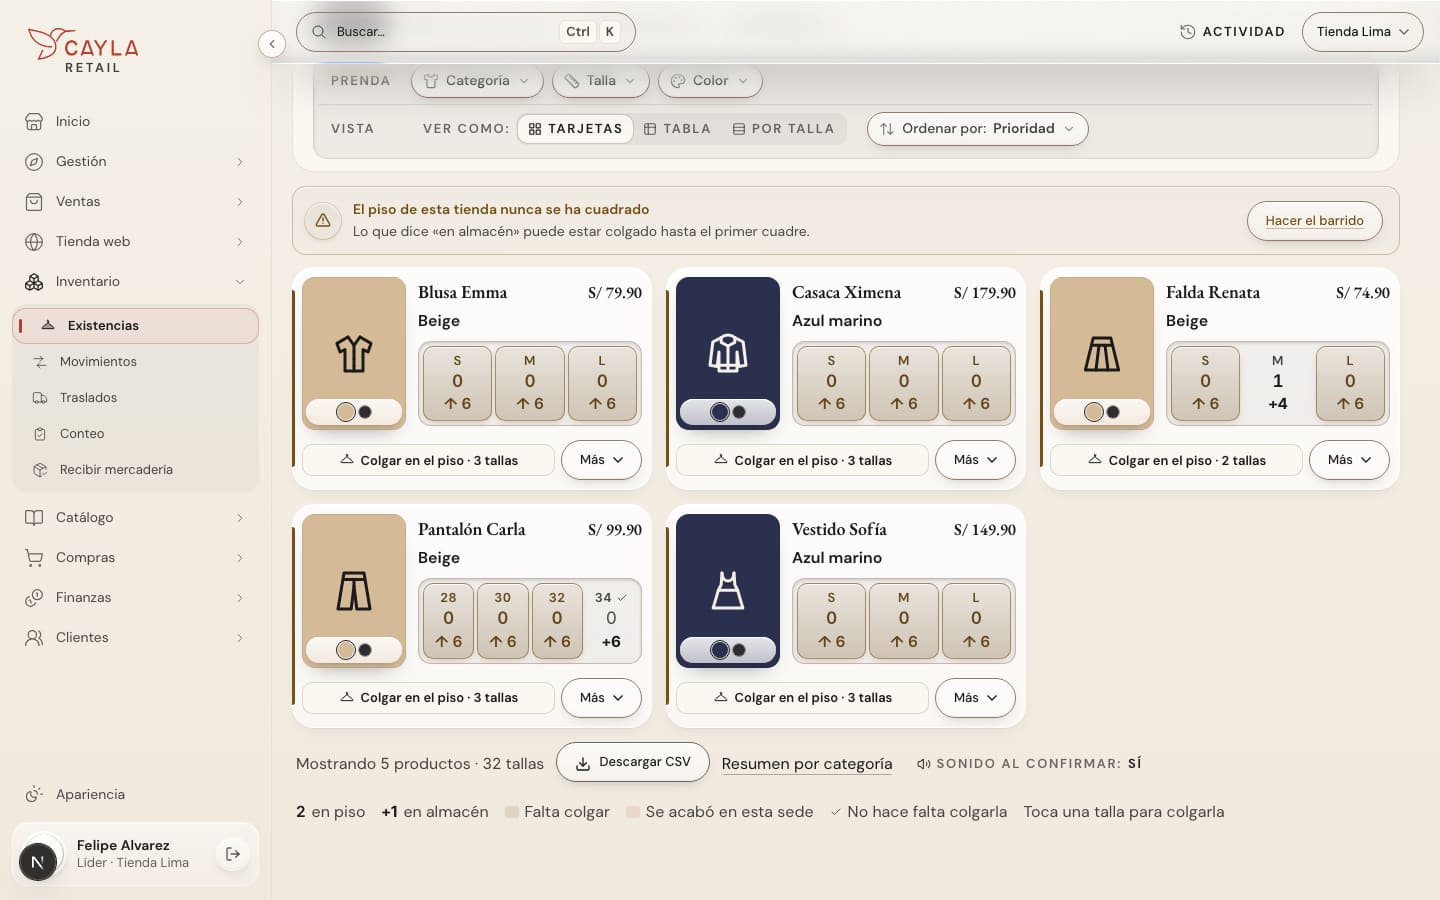 CAYLA
RETAIL
Buscar...
Ctrl K
ACTIVIDAD
Tienda Lima
Inicio
Gestión
Ventas
Tienda web
Inventario
Existencias
Movimientos
Traslados
Conteo
Recibir mercadería
Catálogo
Compras
Finanzas
Clientes
Apariencia
N
Felipe Alvarez
Líder · Tienda Lima
PRENDA Categoría Talla Color
VISTA VER COMO: TARJETAS TABLA POR TALLA Ordenar por: Prioridad
El piso de esta tienda nunca se ha cuadrado
Lo que dice «en almacén» puede estar colgado hasta el primer cuadre.
Hacer el barrido
Blusa Emma S/ 79.90
Beige
S M L
0 0 0
↑ 6 ↑ 6 ↑ 6
Colgar en el piso · 3 tallas Más
Casaca Ximena S/ 179.90
Azul marino
S M L
0 0 0
↑ 6 ↑ 6 ↑ 6
Colgar en el piso · 3 tallas Más
Falda Renata S/ 74.90
Beige
S M L
0 1 0
↑ 6 +4 ↑ 6
Colgar en el piso · 2 tallas Más
Pantalón Carla S/ 99.90
Beige
28 30 32 34 ✓
0 0 0 0
↑ 6 ↑ 6 ↑ 6 +6
Colgar en el piso · 3 tallas Más
Vestido Sofía S/ 149.90
Azul marino
S M L
0 0 0
↑ 6 ↑ 6 ↑ 6
Colgar en el piso · 3 tallas Más
Mostrando 5 productos · 32 tallas Descargar CSV Resumen por categoría SONIDO AL CONFIRMAR: SÍ
2 en piso +1 en almacén Falta colgar Se acabó en esta sede ✓ No hace falta colgarla Toca una talla para colgarla